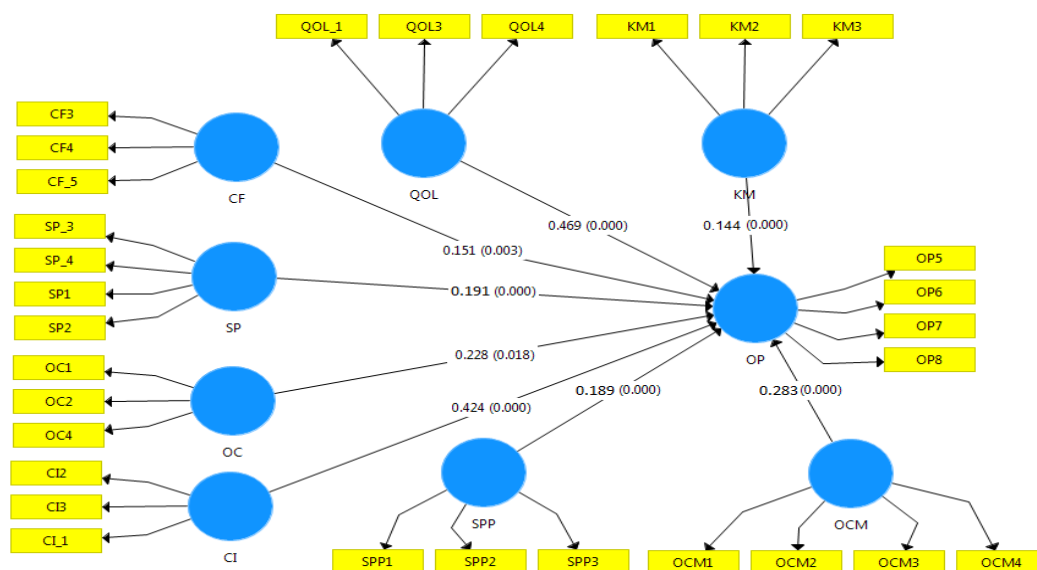 QOL_1
QOL3
QOL4
KM1
KM2
KM3
CF3
CF4
CF_5
CF
QOL
KM
SP_3
SP_4
SP1
SP2
SP
0.469 (0.000)
0.144 (0.000)
0.151 (0.003)
0.191 (0.000)
OP5
OP6
OP7
OP8
OP
OC1
OC2
OC4
OC
0.228 (0.018)
0.189 (0.000)
0.283 (0.000)
0.424 (0.000)
CI2
CI3
CI_1
CI
SPP
OCM
SPP1
SPP2
SPP3
OCM1
OCM2
OCM3
OCM4